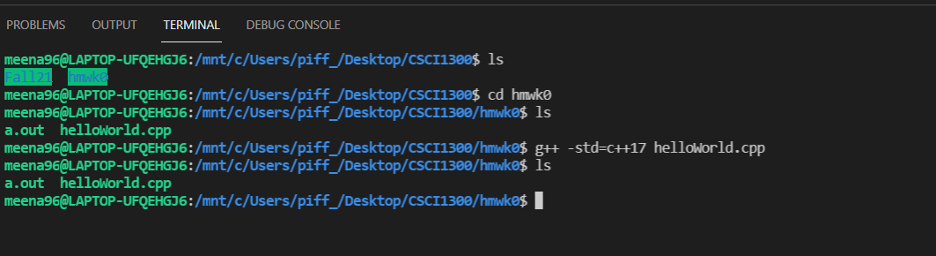 PROBLEMS OUTPUT TERMINAL DEBUG CONSOLE
meena96@LAPTOP-UFQEHGJ6:/mnt/c/Users/piff_/Desktop/CSCI1300$ ls
Fall21 hmwk0
meena96@LAPTOP-UFQEHGJ6:/mnt/c/Users/piff_/Desktop/CSCI1300$ cd hmwk0
meena96@LAPTOP-UFQEHGJ6:/mnt/c/Users/piff_/Desktop/CSCI1300/hmwk0$ ls
a.out helloWorld.cpp
meena96@LAPTOP-UFQEHGJ6:/mnt/c/Users/piff_/Desktop/CSCI1300/hmwk0$ g++ -std=c++17 helloWorld.cpp
meena96@LAPTOP-UFQEHGJ6:/mnt/c/Users/piff_/Desktop/CSCI1300/hmwk0$ ls
a.out helloWorld.cpp
meena96@LAPTOP-UFQEHGJ6:/mnt/c/Users/piff_/Desktop/CSCI1300/hmwk0$